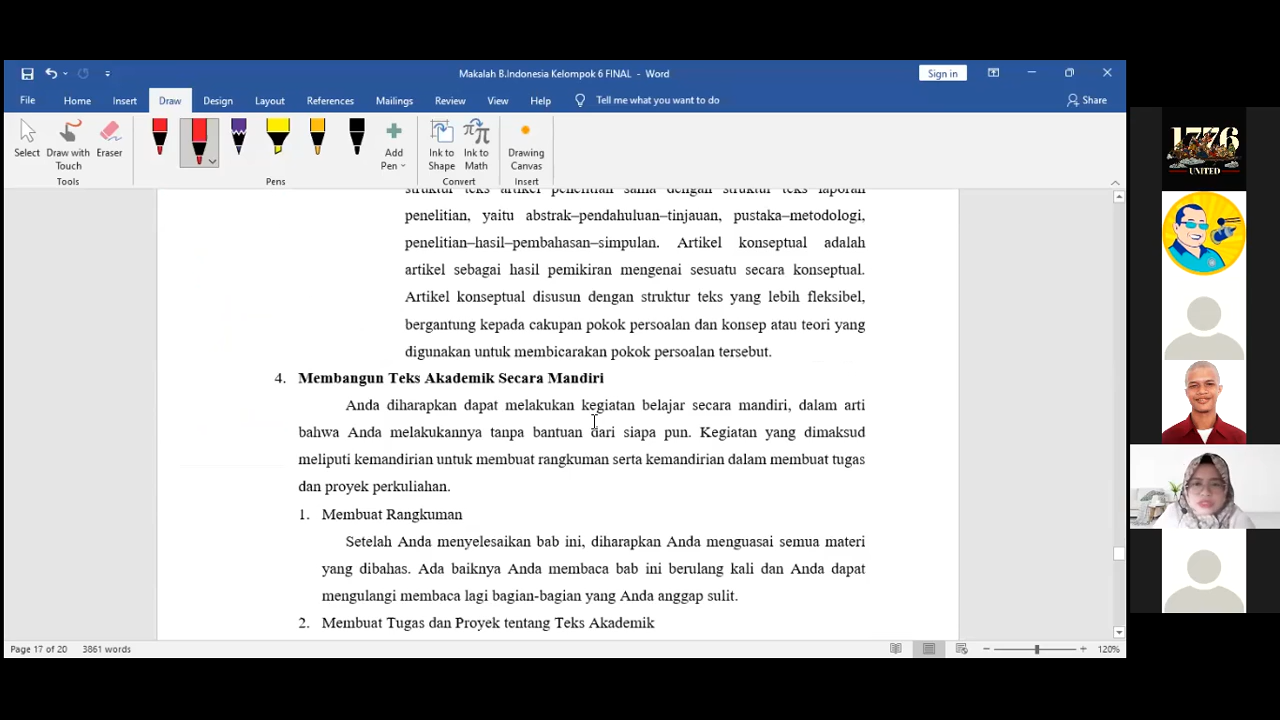 Makalah B.Indonesia Kelompok 6 FINAL - Word
Sign in
File Home Insert Draw Design Layout References Mailings Review View Help Tell me what you want to do
Share
Select
Draw with Touch
Eraser
Add Pen
Ink to Shape
Ink to Math
Drawing Canvas
Tools
Pens
Convert
Insert
struktur teks artikel penelitian sama dengan struktur teks laporan
penelitian, yaitu abstrak–pendahuluan–tinjauan, pustaka–metodologi,
penelitian–hasil–pembahasan–simpulan. Artikel konseptual adalah
artikel sebagai hasil pemikiran mengenai sesuatu secara konseptual.
Artikel konseptual disusun dengan struktur teks yang lebih fleksibel,
bergantung kepada cakupan pokok persoalan dan konsep atau teori yang
digunakan untuk membicarakan pokok persoalan tersebut.
4. Membangun Teks Akademik Secara Mandiri
Anda diharapkan dapat melakukan kegiatan belajar secara mandiri, dalam arti
bahwa Anda melakukannya tanpa bantuan dari siapa pun. Kegiatan yang dimaksud
meliputi kemandirian untuk membuat rangkuman serta kemandirian dalam membuat tugas
dan proyek perkuliahan.
1. Membuat Rangkuman
Setelah Anda menyelesaikan bab ini, diharapkan Anda menguasai semua materi
yang dibahas. Ada baiknya Anda membaca bab ini berulang kali dan Anda dapat
mengulangi membaca lagi bagian-bagian yang Anda anggap sulit.
2. Membuat Tugas dan Proyek tentang Teks Akademik
Page 17 of 20 3861 words
120%
1776
UNITED